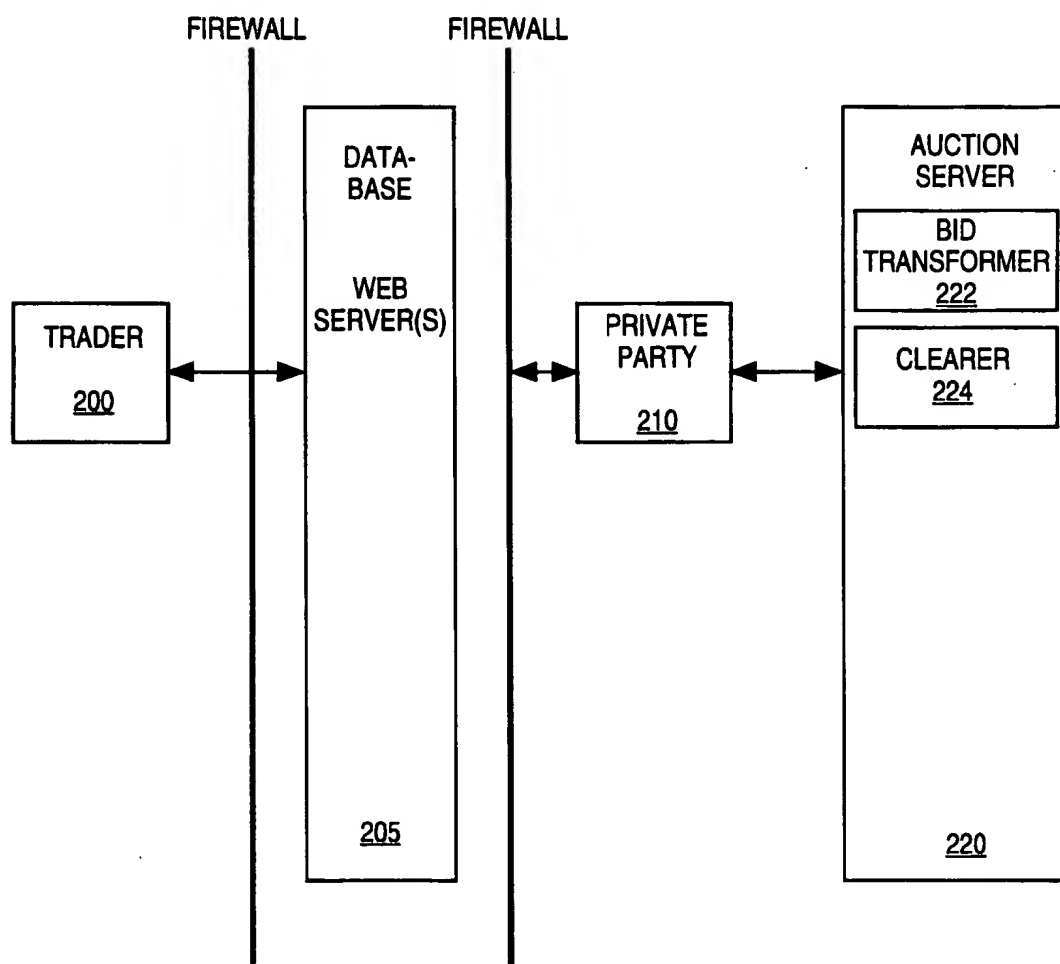 FIREWALL
FIREWALL
DATA-
BASE
WEB
SERVER(S)
205
TRADER
200
PRIVATE
PARTY
210
AUCTION
SERVER
BID
TRANSFORMER
222
CLEARER
224
220